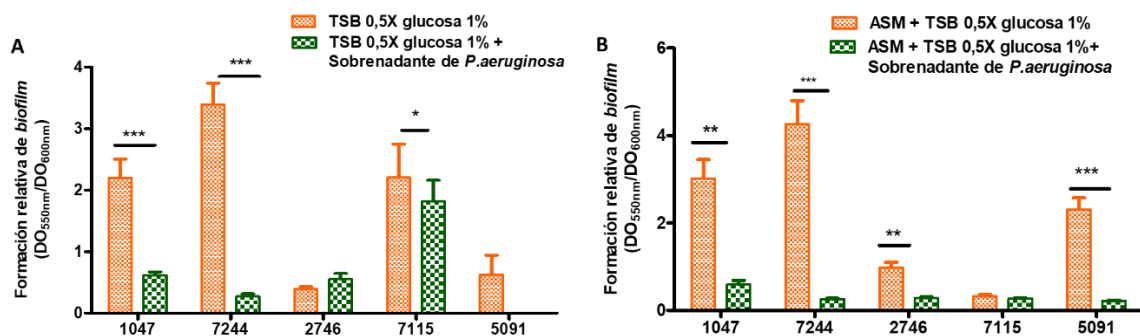 A
TSB 0,5X glucosa 1%
TSB 0,5X glucosa 1% +
Sobrenadante de P.aeruginosa
Formación relativa de biofilm
(DO550nm/DO600nm)
4
3
2
1
0
***
***
*
1047 7244 2746 7115 5091
B
ASM + TSB 0,5X glucosa 1%
ASM + TSB 0,5X glucosa 1%+
Sobrenadante de P.aeruginosa
Formación relativa de biofilm
(DO550nm/DO600nm)
6
4
2
0
**
***
**
***
1047 7244 2746 7115 5091